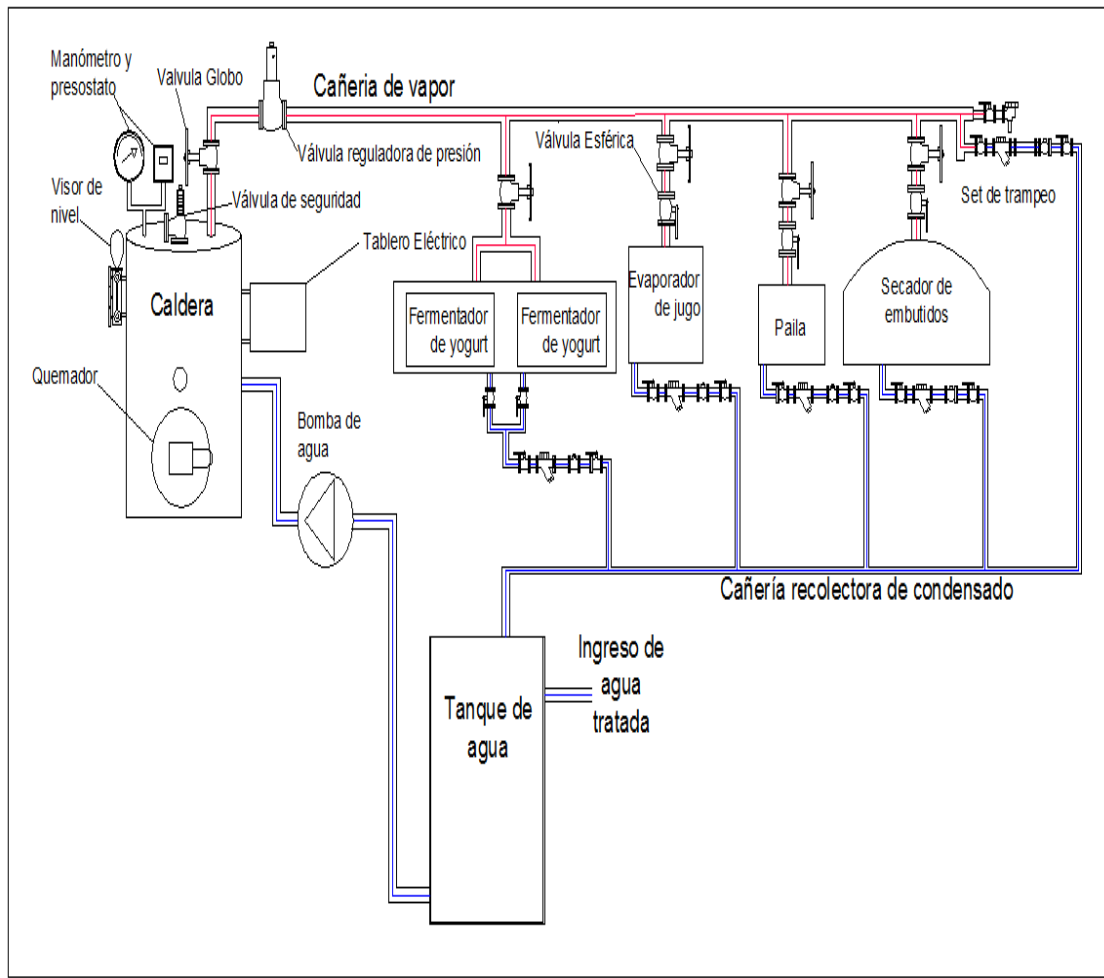 Manómetro y
presostato
Valvula Globo
Cañeria de vapor
Válvula reguladora de presión
Válvula Esférica
Set de trampeo
Visor de
nivel
Válvula de seguridad
Tablero Eléctrico
Caldera
Quemador
Bomba de
agua
Fermentador
de yogurt
Fermentador
de yogurt
Evaporador
de jugo
Paila
Secador de
embutidos
Cañería recolectora de condensado
Tanque de
agua
Ingreso de
agua
tratada